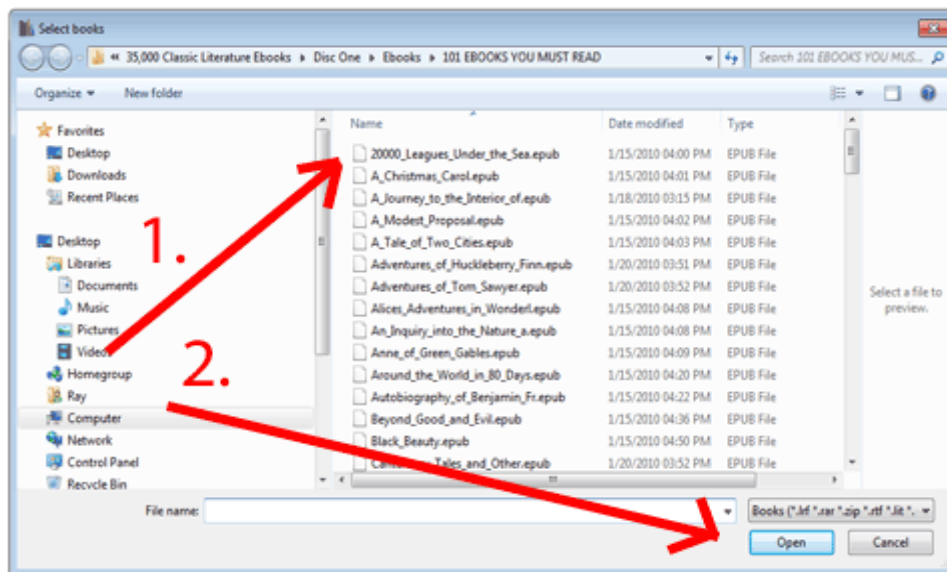 Select books
« 35,000 Classic Literature Ebooks ▸ Disc One ▸ Ebooks ▸ 101 EBOOKS YOU MUST READ
Search 101 EBOOKS YOU MUS...
Organize New folder
Name Date modified Type
Favorites
Desktop
Downloads
Recent Places
Desktop
Libraries
Documents
Music
Pictures
Videos
Homegroup
Ray
Computer
Network
Control Panel
Recycle Bin
1.
2.
20000_Leagues_Under_the_Sea.epub 1/15/2010 04:00 PM EPUB File
A_Christmas_Carol.epub 1/15/2010 04:01 PM EPUB File
A_Journey_to_the_Interior_of.epub 1/18/2010 03:15 PM EPUB File
A_Modest_Proposal.epub 1/15/2010 04:02 PM EPUB File
A_Tale_of_Two_Cities.epub 1/15/2010 04:03 PM EPUB File
Adventures_of_Huckleberry_Finn.epub 1/20/2010 03:51 PM EPUB File
Adventures_of_Tom_Sawyer.epub 1/20/2010 03:52 PM EPUB File
Alices_Adventures_in_Wonderl.epub 1/15/2010 04:08 PM EPUB File
An_Inquiry_into_the_Nature_a.epub 1/15/2010 04:08 PM EPUB File
Anne_of_Green_Gables.epub 1/15/2010 04:09 PM EPUB File
Around_the_World_in_80_Days.epub 1/15/2010 04:20 PM EPUB File
Autobiography_of_Benjamin_Fr.epub 1/15/2010 04:22 PM EPUB File
Beyond_Good_and_Evil.epub 1/15/2010 04:36 PM EPUB File
Black_Beauty.epub 1/15/2010 04:50 PM EPUB File
Tales_and_Other.epub 1/20/2010 03:52 PM EPUB File
Select a file to
preview.
File name:
Books (*.lrf *.rar *.zip *.rtf *.lit *.
Open Cancel